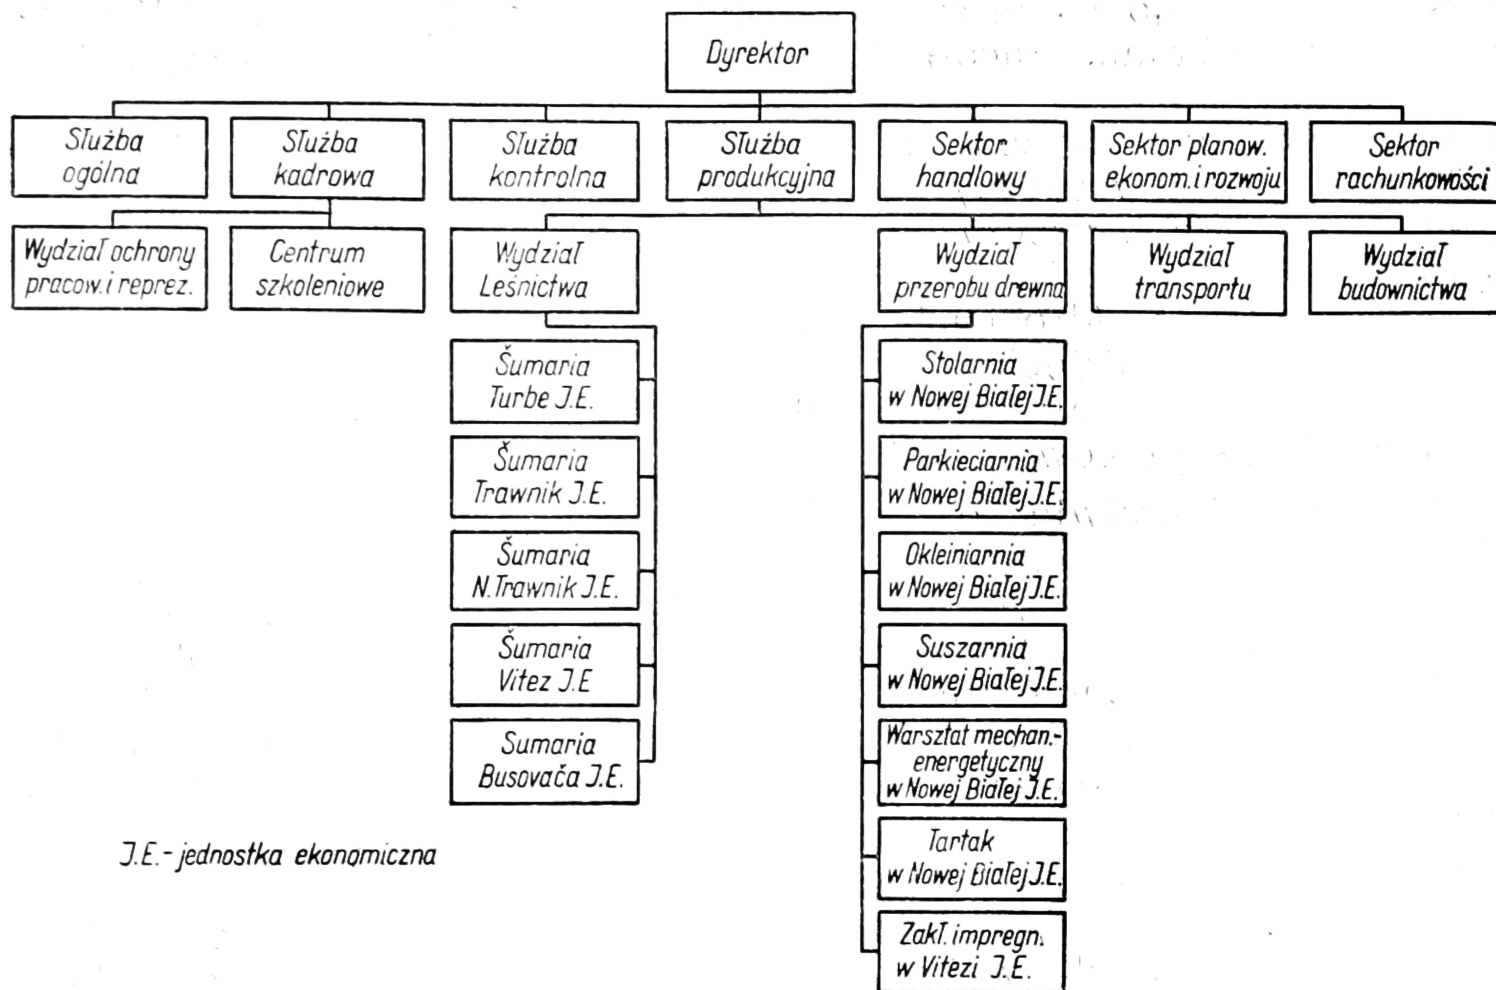 Dyrektor
Służba
ogólna
Służba
kadrowa
Służba
kontrolna
Służba
produkcyjna
Sektor
handlowy
Sektor planow.
ekonom. i rozwoju
Sektor
rachunkowości
Wydział ochrony
pracow. i reprez.
Centrum
szkoleniowe
Wydział
Leśnictwa
Wydział
przerobu drewna
Wydział
transportu
Wydział
budownictwa
Šumaria
Turbe J.E.
Šumaria
Trawnik J.E.
Šumaria
N. Trawnik J.E.
Šumaria
Vitez J.E
Sumaria
Busovača J.E.
Stolarnia
w Nowej Białej J.E.
Parkieciarnia
w Nowej Białej J.E.
Okleiniarnia
w Nowej Białej J.E.
Suszarnia
w Nowej Białej J.E.
Warsztat mechan.-
energetyczny
w Nowej Białej J.E.
Tartak
w Nowej Białej J.E.
Zakł. impregn.
w Vitezi J.E.
J.E.- jednostka ekonomiczna